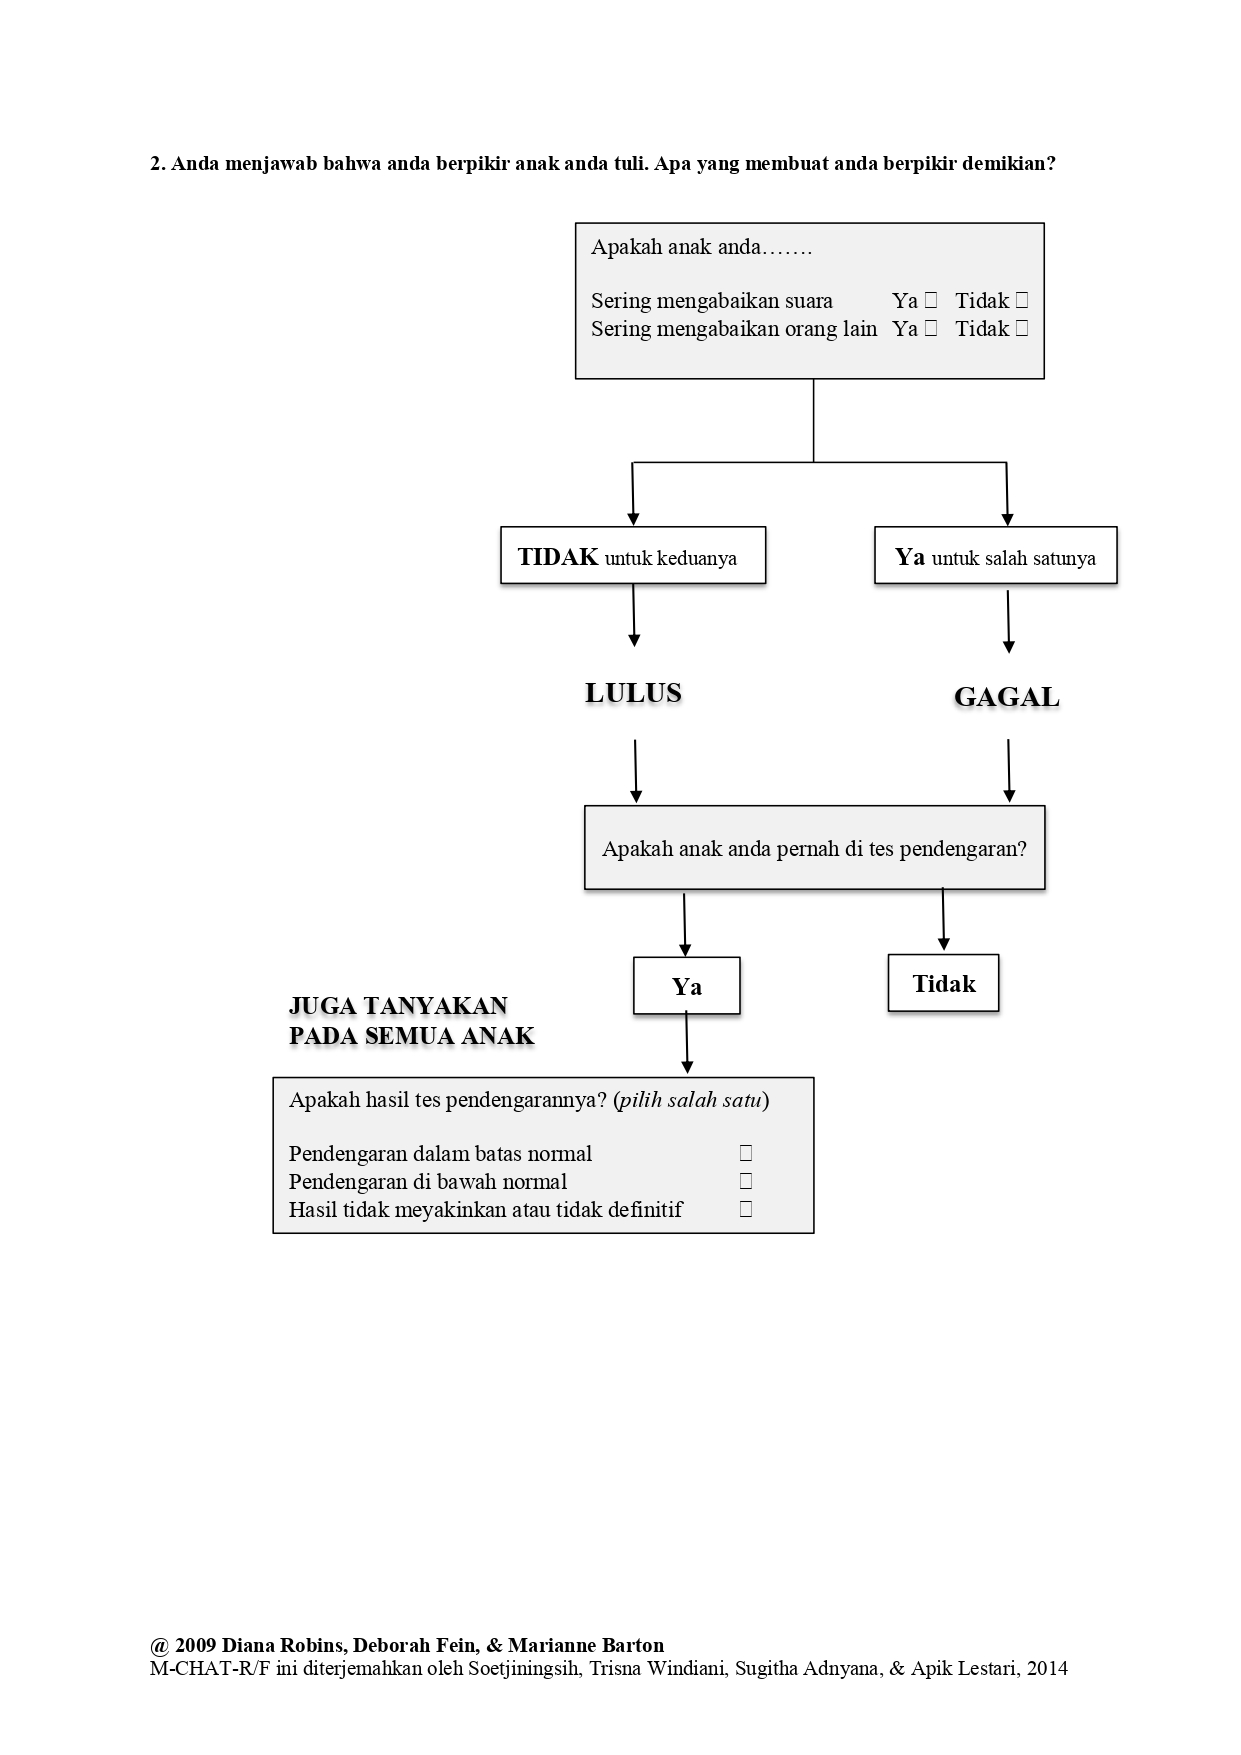 2. Anda menjawab bahwa anda berpikir anak anda tuli. Apa yang membuat anda berpikir demikian?
Apakah anak anda…….
Sering mengabaikan suara Ya Tidak
Sering mengabaikan orang lain Ya Tidak
TIDAK untuk keduanya
Ya untuk salah satunya
LULUS
GAGAL
Apakah anak anda pernah di tes pendengaran?
Ya
Tidak
JUGA TANYAKAN
PADA SEMUA ANAK
Apakah hasil tes pendengarannya? (pilih salah satu)
Pendengaran dalam batas normal
Pendengaran di bawah normal
Hasil tidak meyakinkan atau tidak definitif
@ 2009 Diana Robins, Deborah Fein, & Marianne Barton
M-CHAT-R/F ini diterjemahkan oleh Soetjiningsih, Trisna Windiani, Sugitha Adnyana, & Apik Lestari, 2014